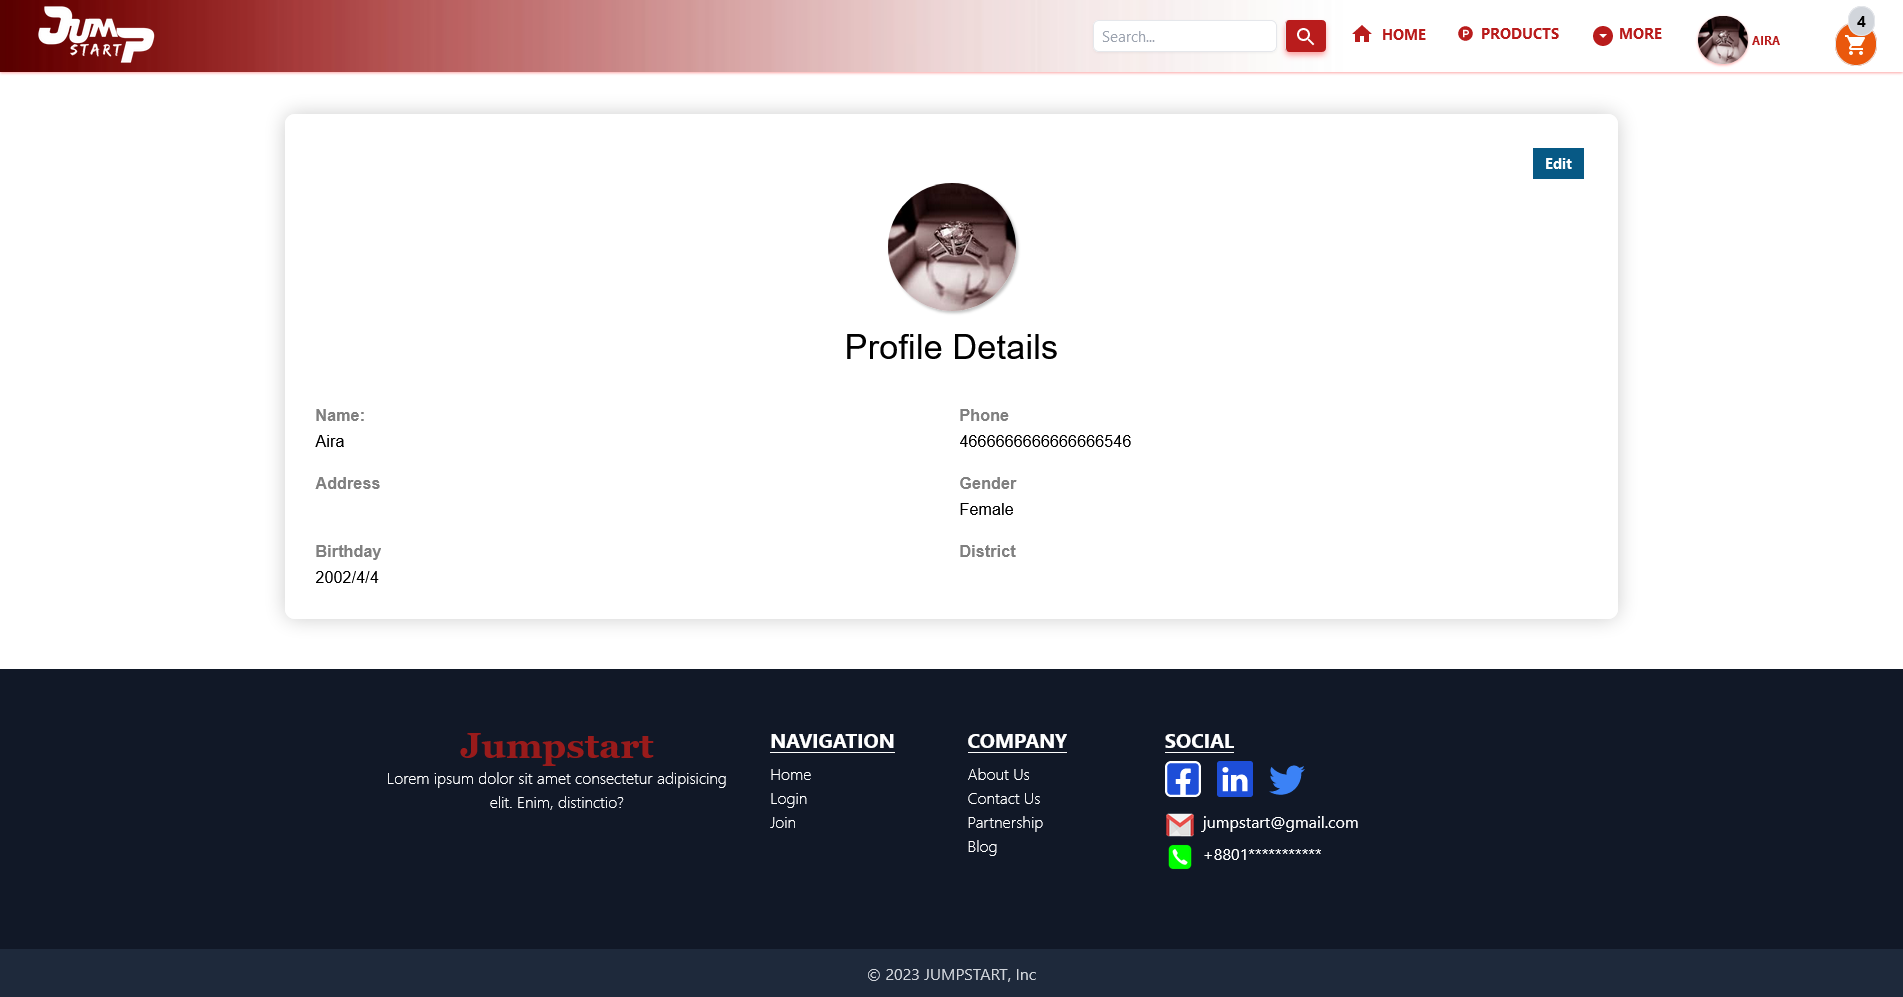 JUMP
START
Search...
HOME
PRODUCTS
MORE
AIRA
4
Edit
Profile Details
Name:
Aira
Phone
4666666666666666546
Address
Gender
Female
Birthday
2002/4/4
District
Jumpstart
Lorem ipsum dolor sit amet consectetur adipisicing
elit. Enim, distinctio?
NAVIGATION
Home
Login
Join
COMPANY
About Us
Contact Us
Partnership
Blog
SOCIAL
jumpstart@gmail.com
+8801***********
© 2023 JUMPSTART, Inc